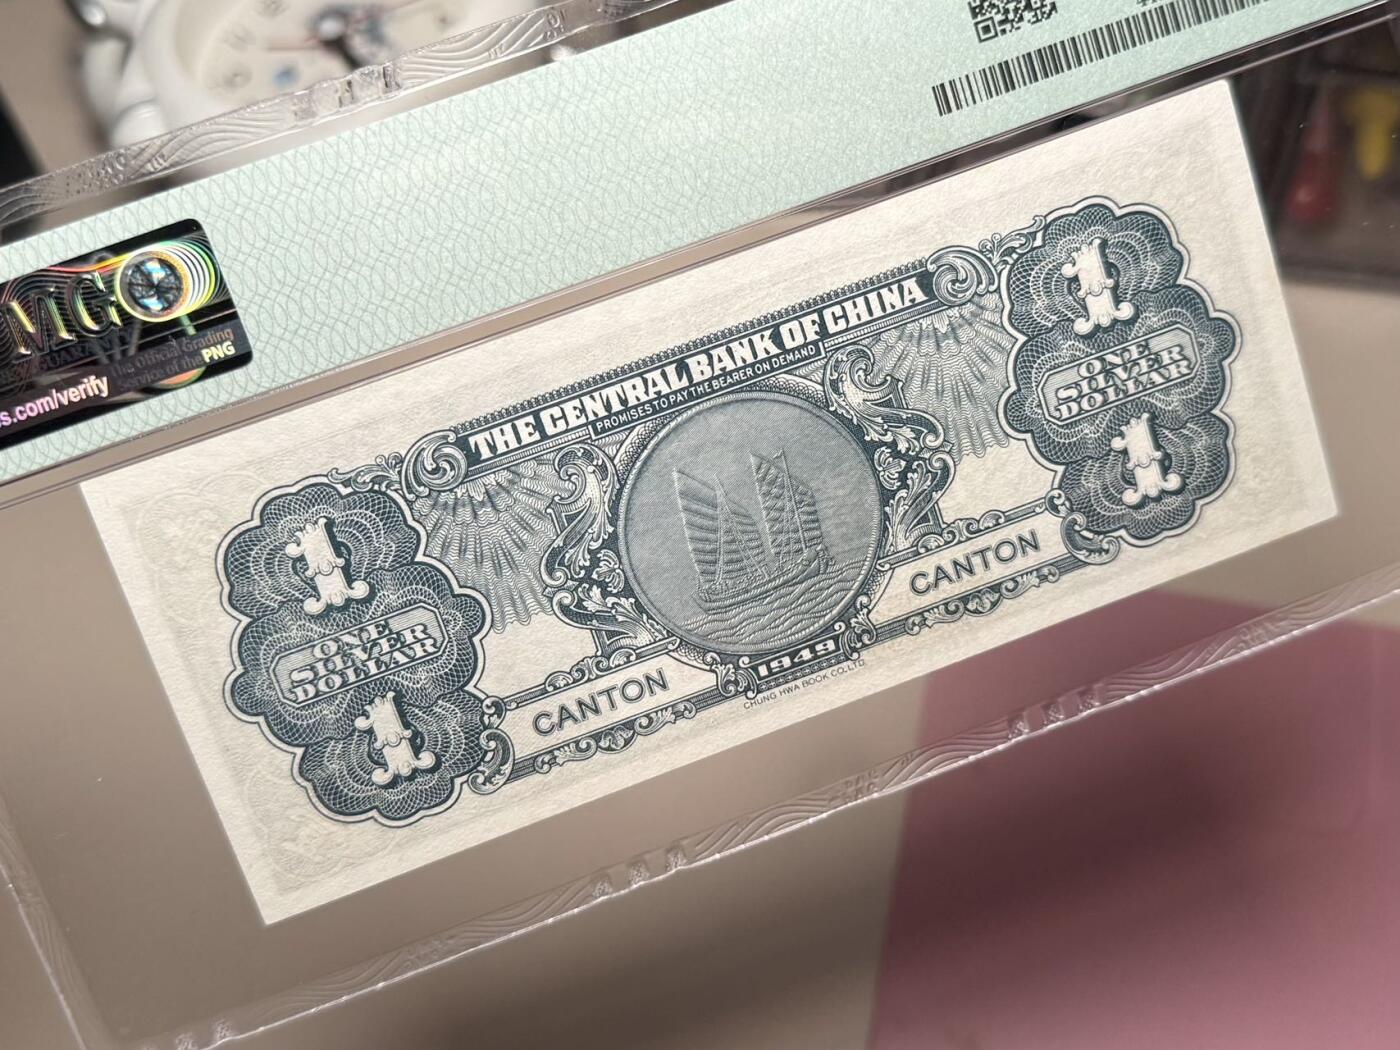 PMG
The Official Grading
Service of the PNG
s.com/verify
THE CENTRAL BANK OF CHINA
PROMISES TO PAY THE BEARER ON DEMAND
1
ONE
SILVER
DOLLAR
1
1
ONE
SILVER
DOLLAR
1
CANTON
CANTON
1949
CHUNG HWA BOOK CO. LTD.